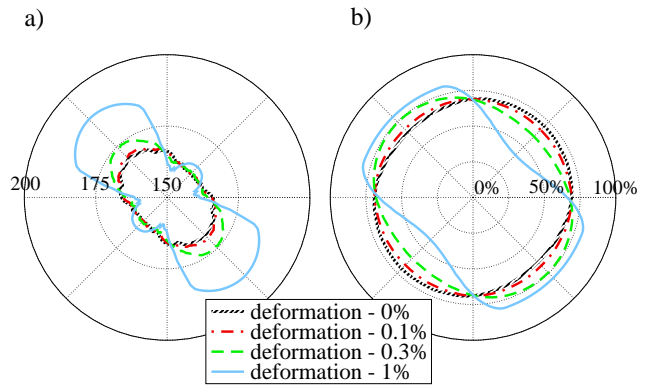 a)
b)
200
175
150
0%
50%
100%
deformation - 0%
deformation - 0.1%
deformation - 0.3%
deformation - 1%